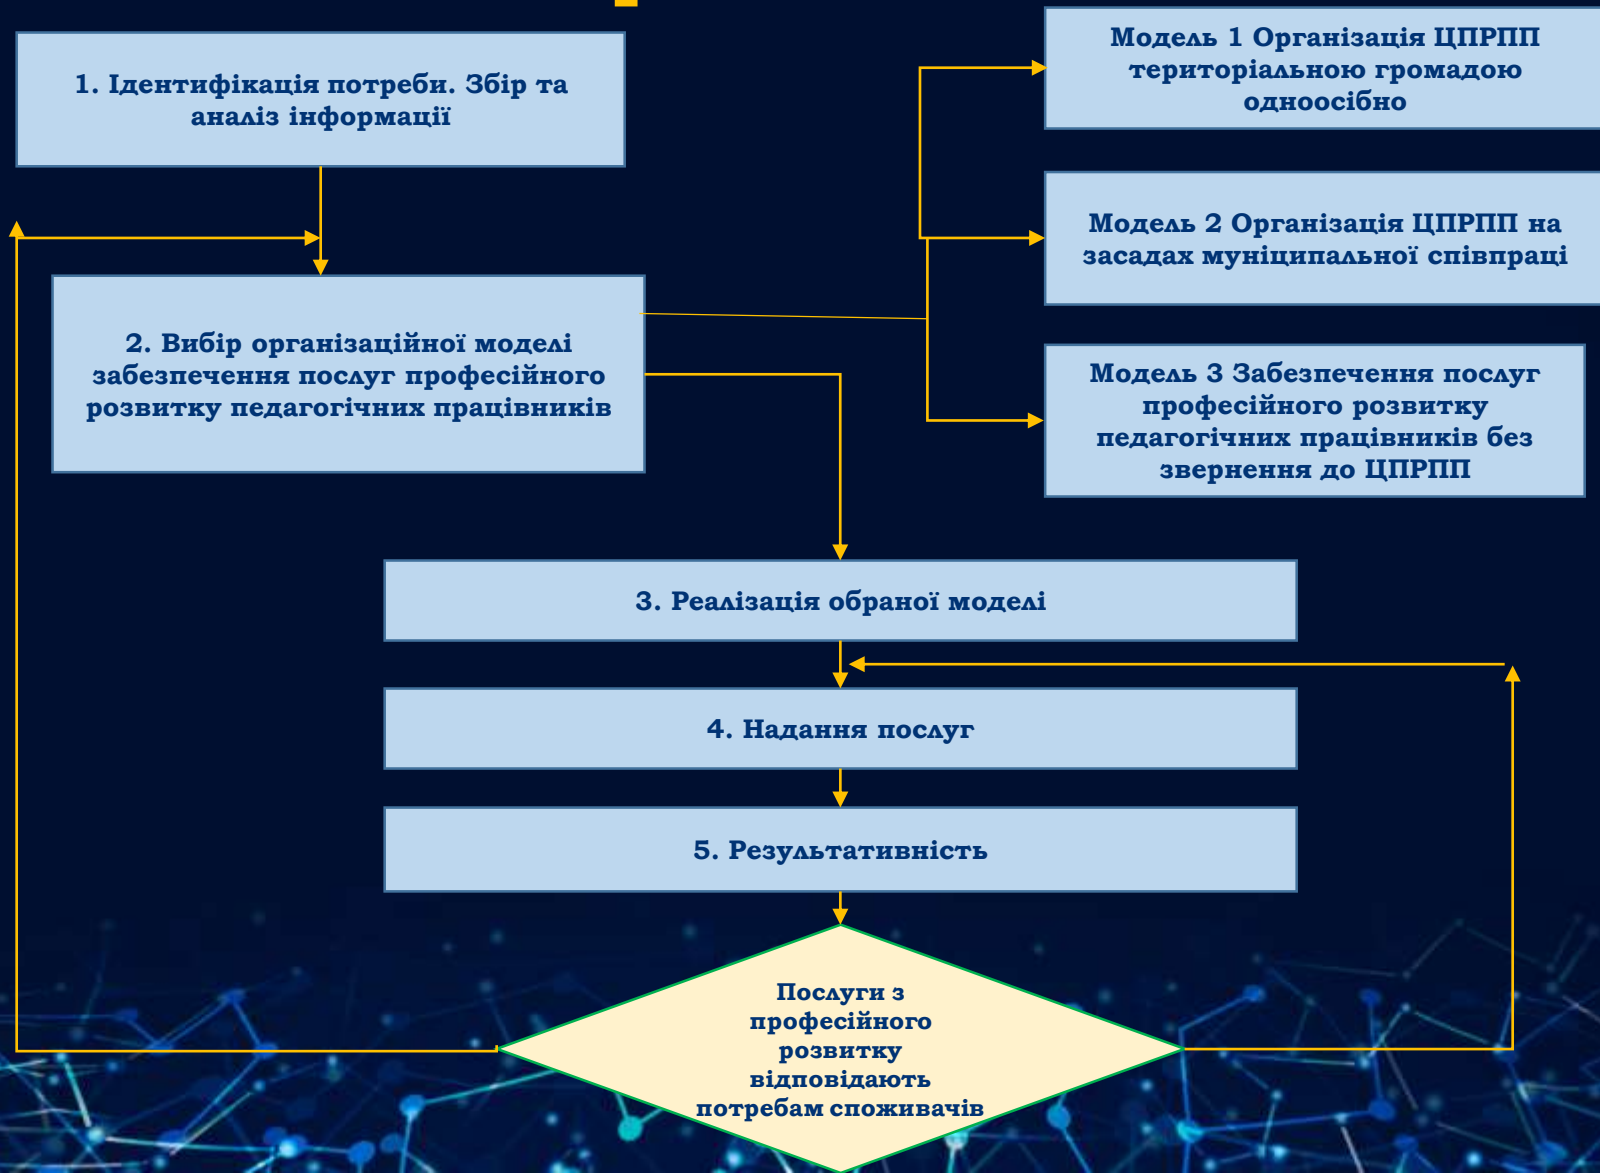 1. Ідентифікація потреби. Збір та
аналіз інформації
Модель 1 Організація ЦПРПП
територіальною громадою
одноосібно
Модель 2 Організація ЦПРПП на
засадах муніципальної співпраці
2. Вибір організаційної моделі
забезпечення послуг професійного
розвитку педагогічних працівників
Модель 3 Забезпечення послуг
професійного розвитку
педагогічних працівників без
звернення до ЦПРПП
3. Реалізація обраної моделі
4. Надання послуг
5. Результативність
Послуги з
професійного
розвитку
відповідають
потребам споживачів